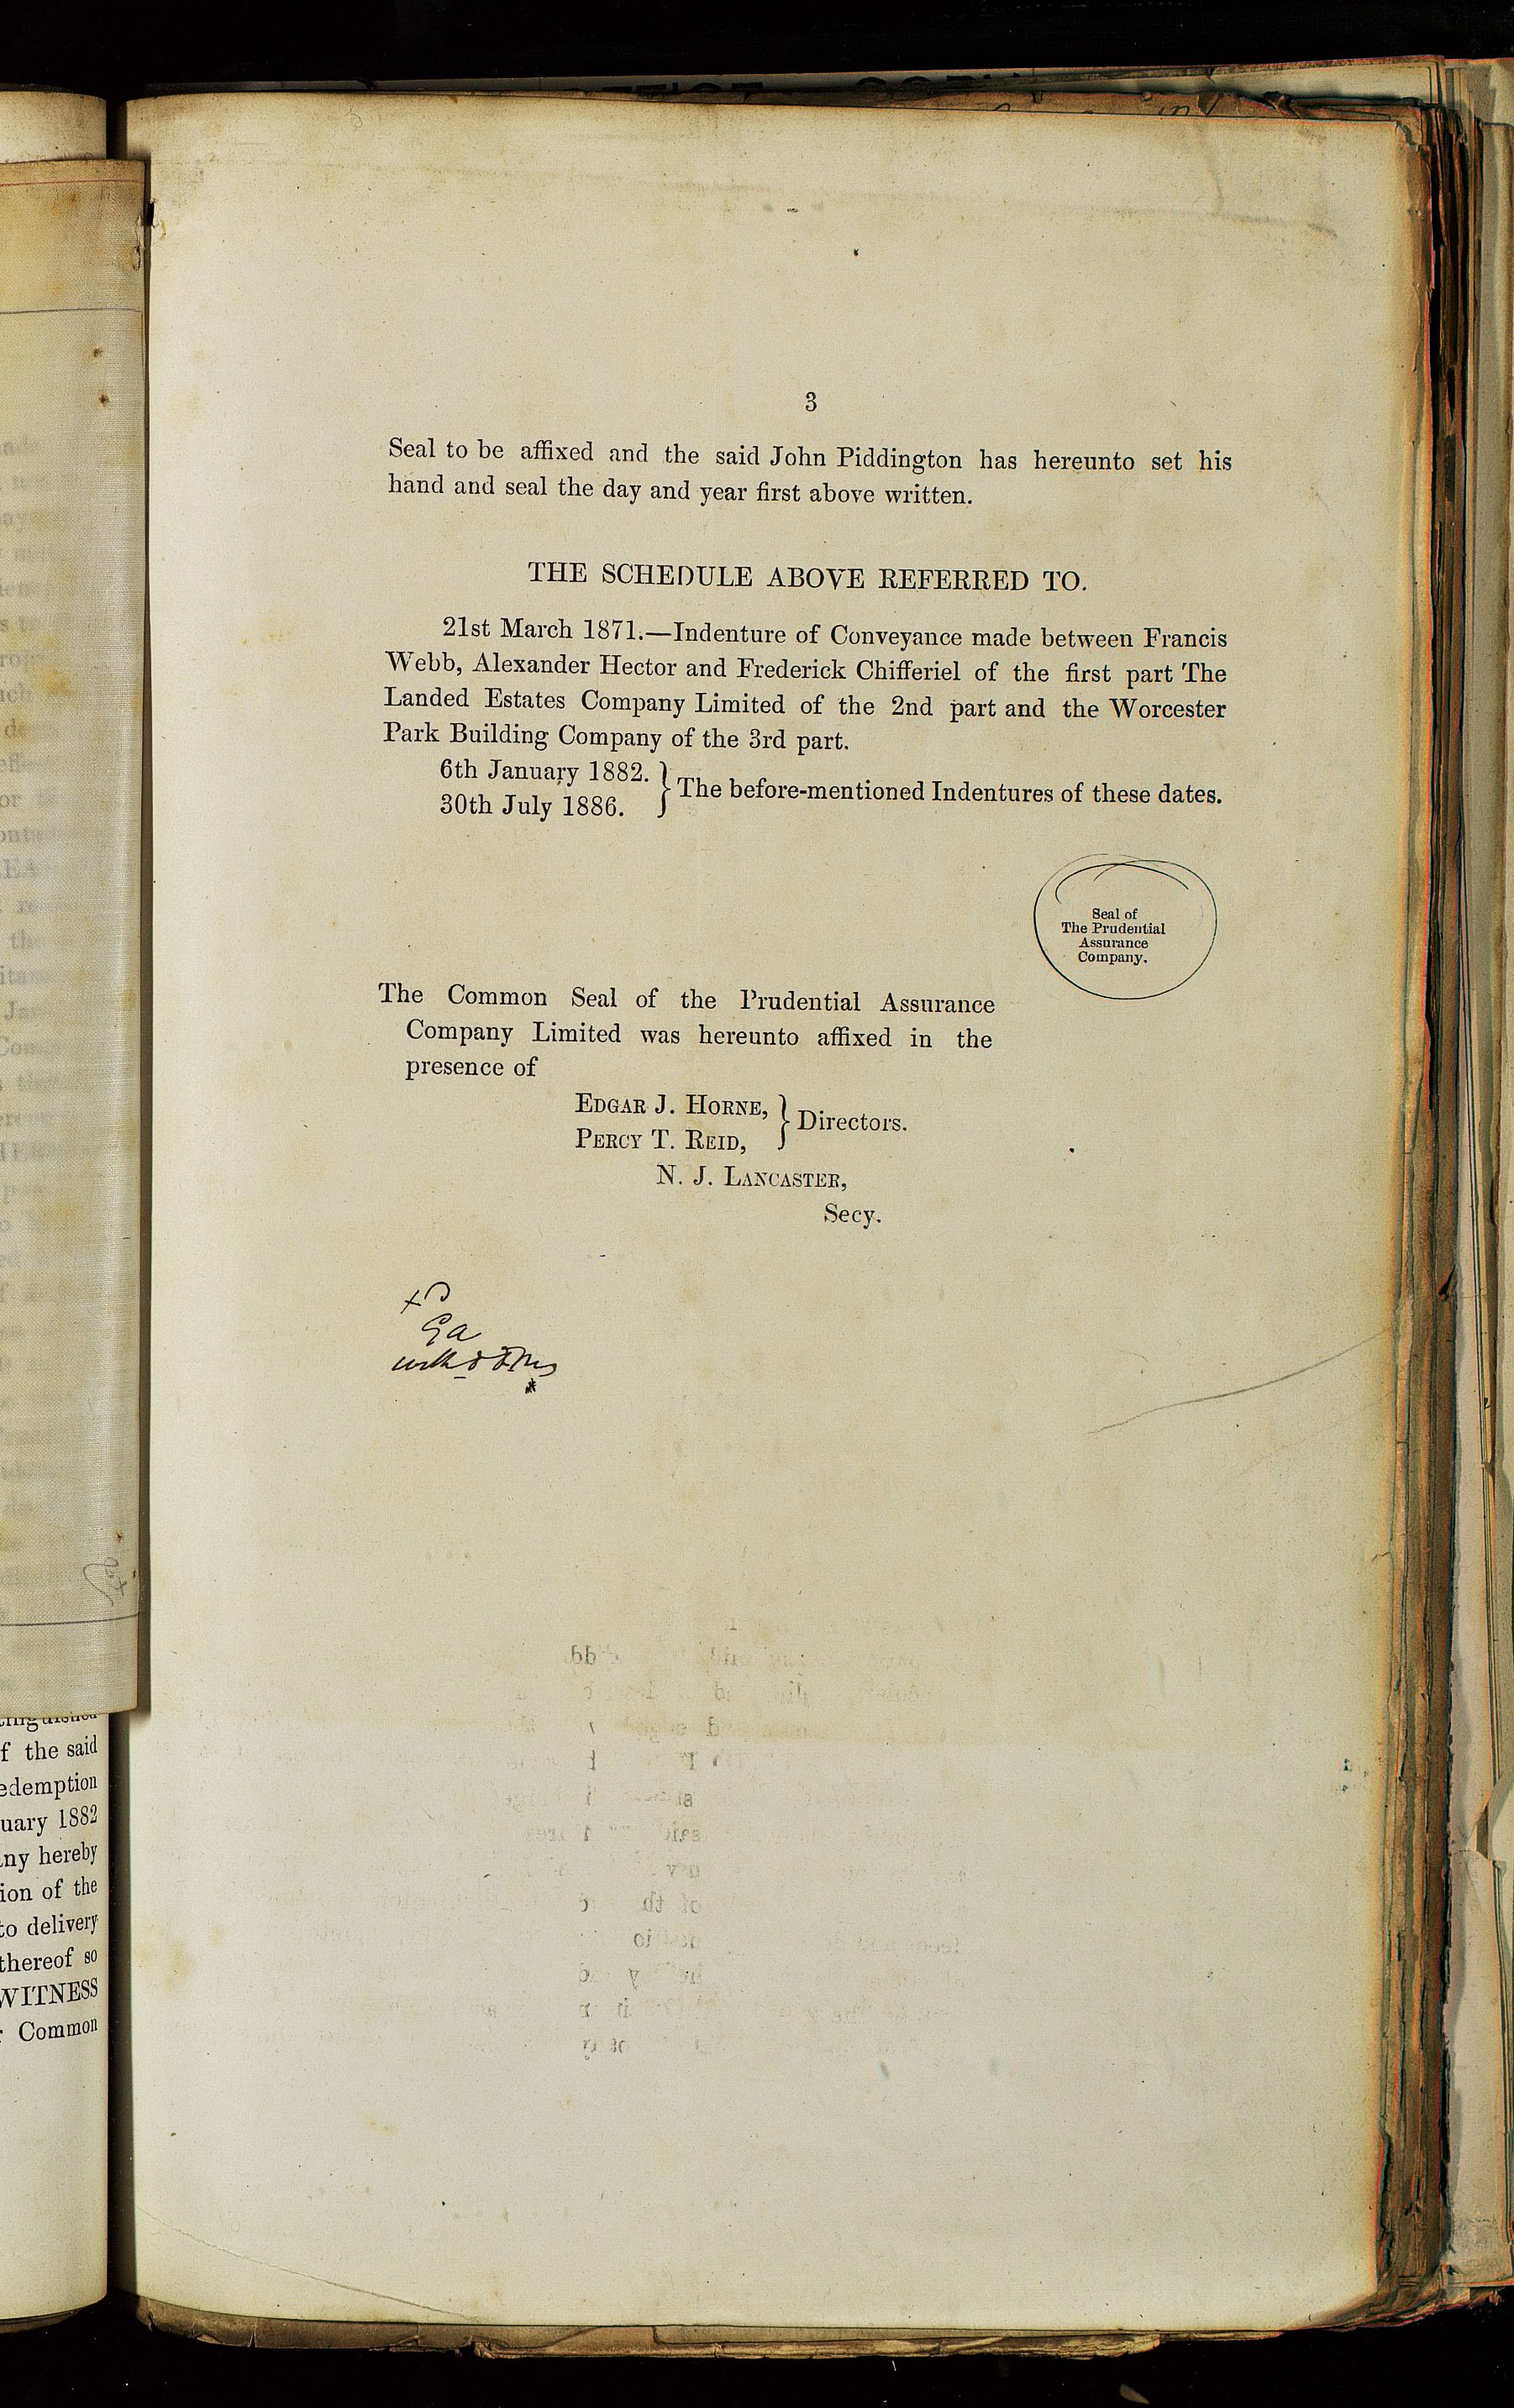 3
Seal to be affixed and the said John Piddington has hereunto set his
hand and seal the day and year first above written.
THE SCHEDULE ABOVE REFERRED TO.
21st March 1871.—Indenture of Conveyance made between Francis
Webb, Alexander Hector and Frederick Chifferiel of the first part The
Landed Estates Company Limited of the 2nd part and the Worcester
Park Building Company of the 3rd part.
6th January 1882. } The before-mentioned Indentures of these dates.
30th July 1886.
Seal of
The Prudential
Assurance
Company.
The Common Seal of the Prudential Assurance
Company Limited was hereunto affixed in the
presence of
EDGAR J. HORNE, } Directors.
PERCY T. REID,
N. J. LANCASTER,
Secy.
f the said
edemption
uary 1882
ny hereby
ion of the
to delivery
thereof so
WITNESS
r Common